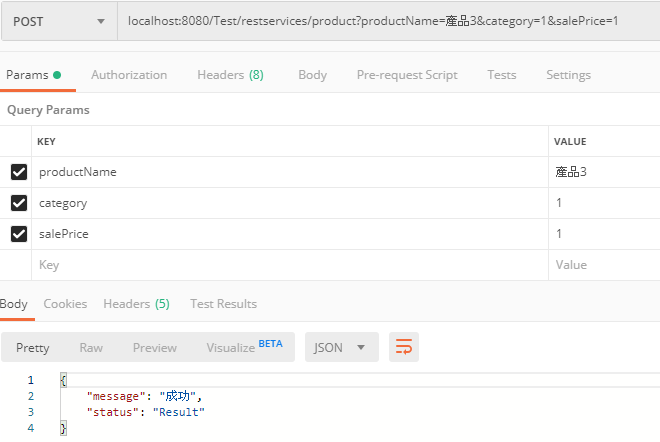 POST localhost:8080/Test/restservices/product?productName=產品3&category=1&salePrice=1
Params Authorization Headers (8) Body Pre-request Script Tests Settings
Query Params
KEY VALUE
productName 產品3
category 1
salePrice 1
Key Value
Body Cookies Headers (5) Test Results
Pretty Raw Preview Visualize BETA JSON
1 {
2 "message": "成功",
3 "status": "Result"
4 }